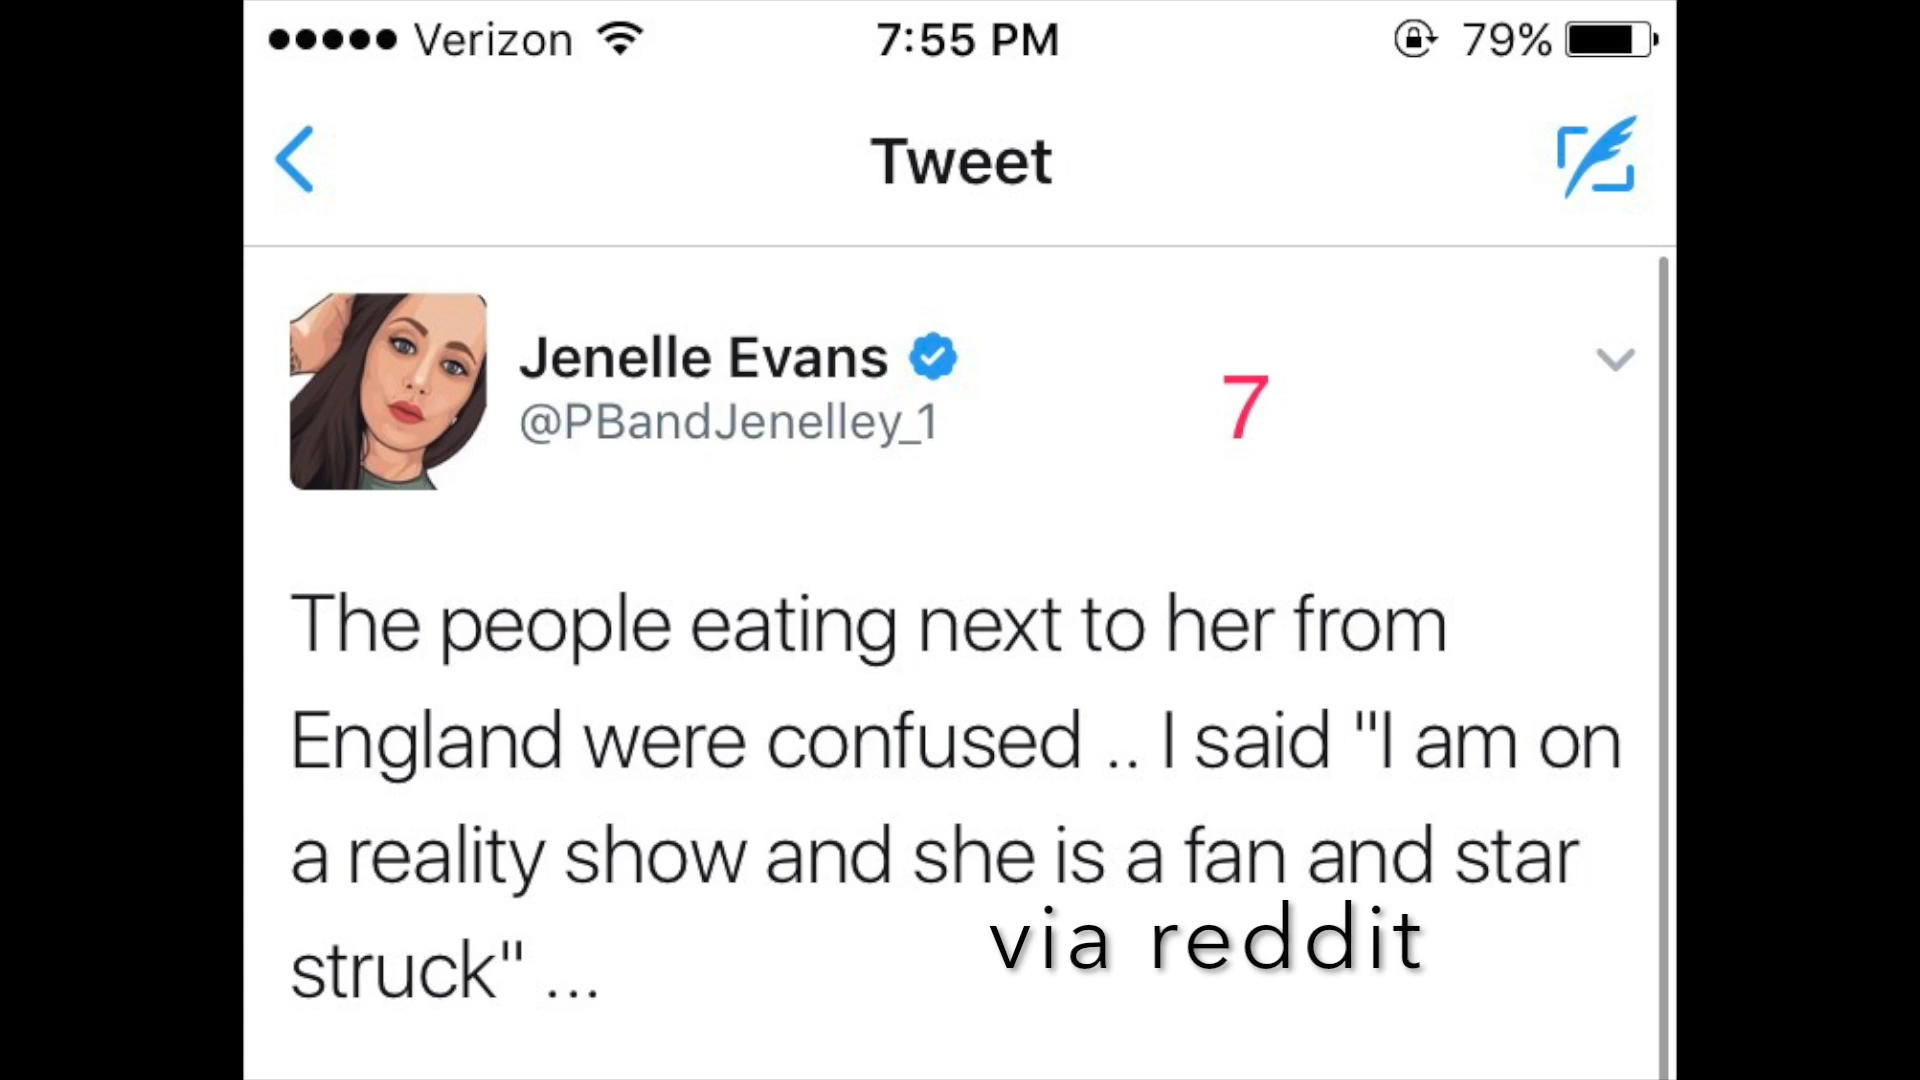 Verizon 7:55 PM 79%
Tweet
Jenelle Evans
@PBandJenelley_1
7
The people eating next to her from
England were confused .. I said "I am on
a reality show and she is a fan and star
struck" ...
via reddit